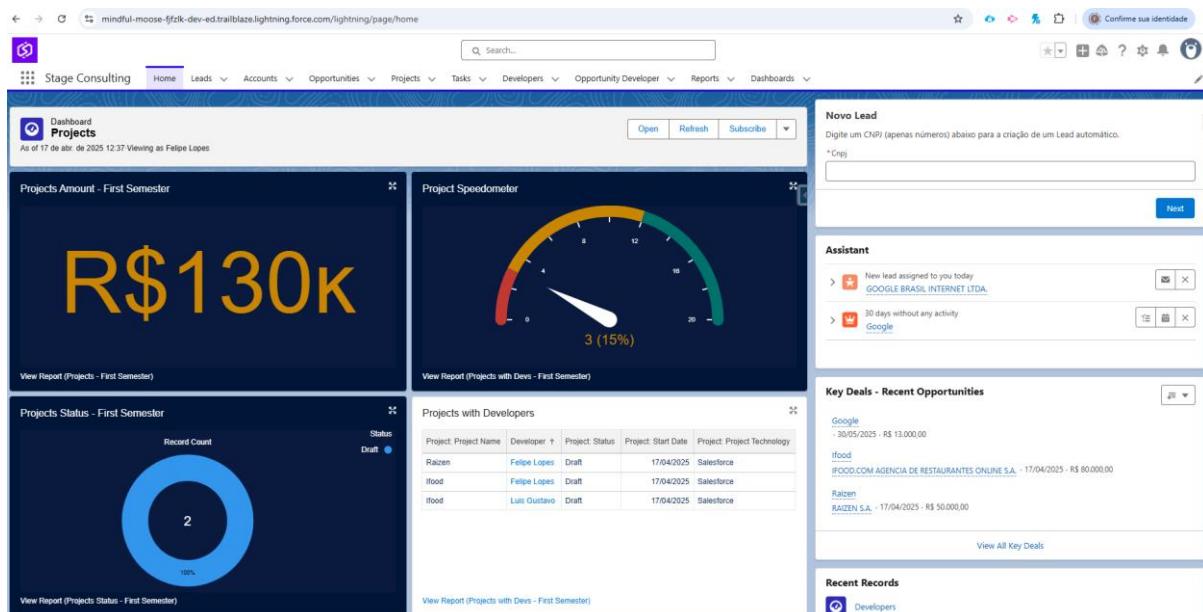 mindful-moose-fjfzlk-dev-ed.trailblaze.lightning.force.com/lightning/page/home
Confirme sua identidade
Search...
Stage Consulting
Home Leads Accounts Opportunities Projects Tasks Developers Opportunity Developer Reports Dashboards
Dashboard
Projects
As of 17 de abr. de 2025 12:37 Viewing as Felipe Lopes
Open Refresh Subscribe
Projects Amount - First Semester
R$130K
View Report (Projects - First Semester)
Project Speedometer
0 4 8 12 16 20
3 (15%)
View Report (Projects with Devs - First Semester)
Projects Status - First Semester
Record Count
Status
Draft
2
100%
View Report (Projects Status - First Semester)
Projects with Developers
Project: Project Name Developer ↑ Project: Status Project: Start Date Project: Project Technology
Raizen Felipe Lopes Draft 17/04/2025 Salesforce
Ifood Felipe Lopes Draft 17/04/2025 Salesforce
Ifood Luis Gustavo Draft 17/04/2025 Salesforce
View Report (Projects with Devs - First Semester)
Novo Lead
Digite um CNPJ (apenas números) abaixo para a criação de um Lead automático.
*Cnpj
Next
Assistant
New lead assigned to you today
GOOGLE BRASIL INTERNET LTDA.
30 days without any activity
Google
Key Deals - Recent Opportunities
Google
- 30/05/2025 - R$ 13.000,00
Ifood
IFOOD.COM AGENCIA DE RESTAURANTES ONLINE S.A. - 17/04/2025 - R$ 80.000,00
Raizen
RAIZEN S.A. - 17/04/2025 - R$ 50.000,00
View All Key Deals
Recent Records
Developers